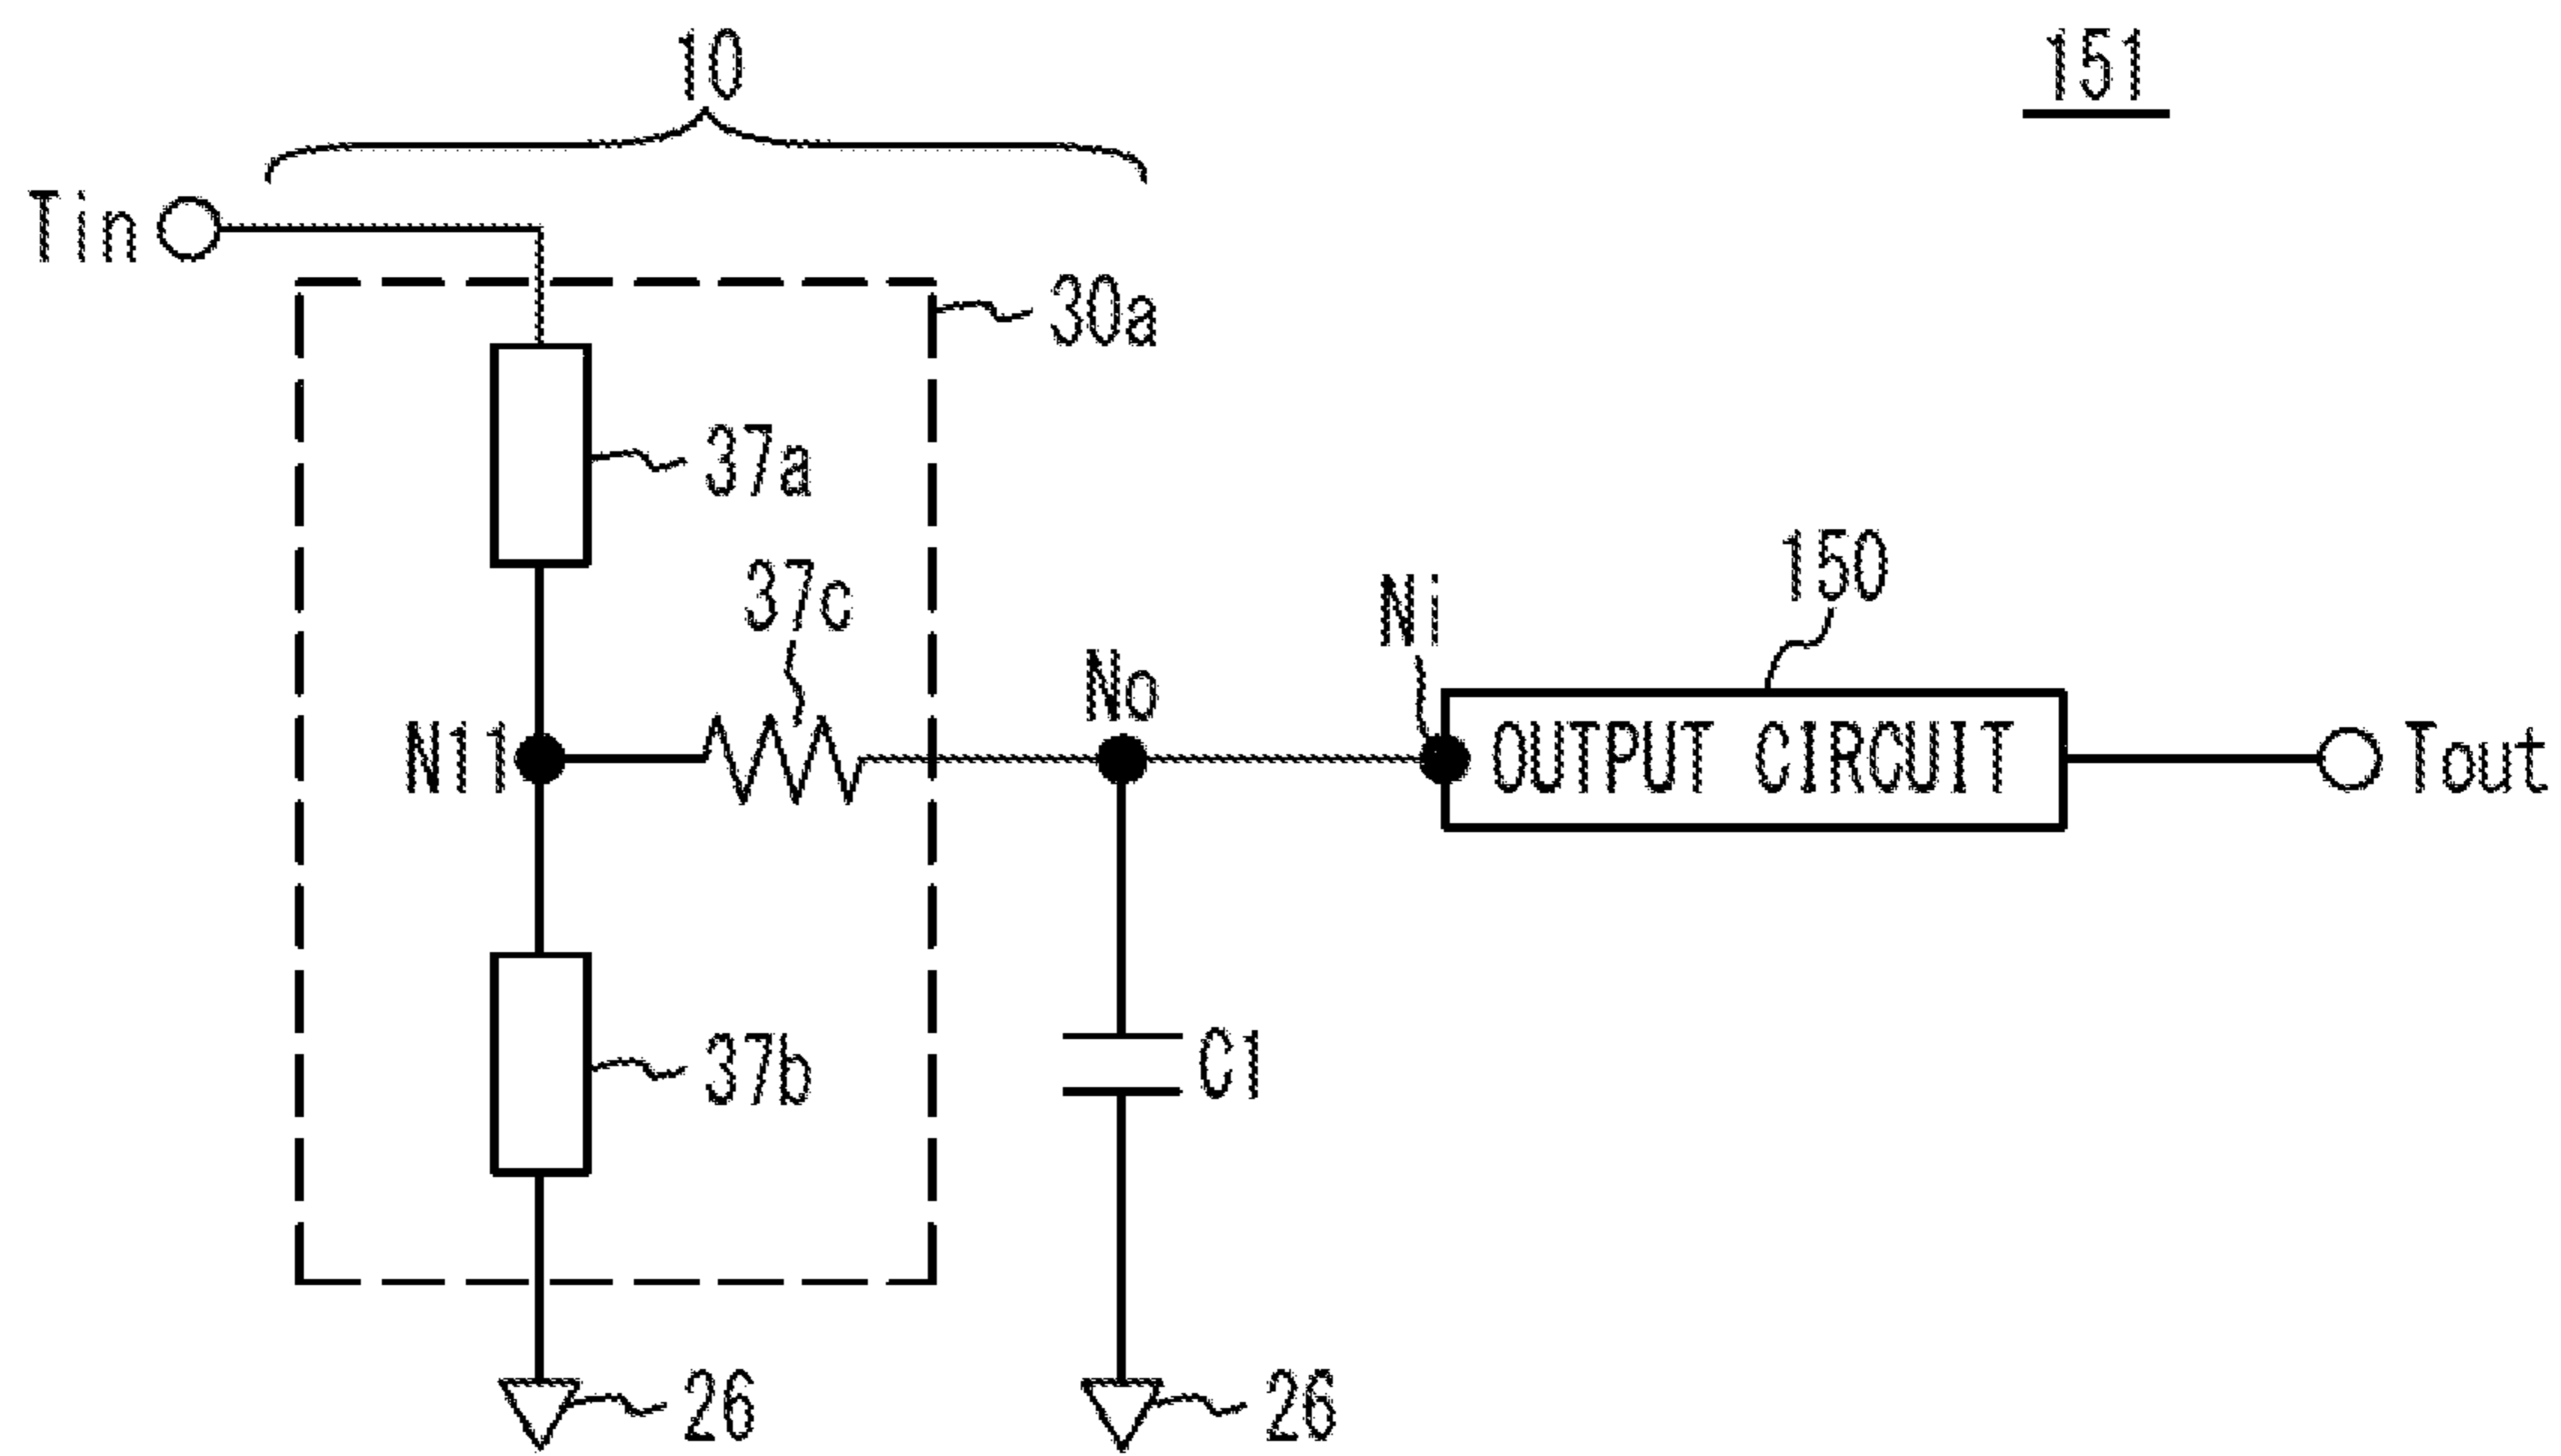 10
151
Tin
30a
37a
37c
150
Ni
No
N11
OUTPUT CIRCUIT
Tout
37b
C1
26
26